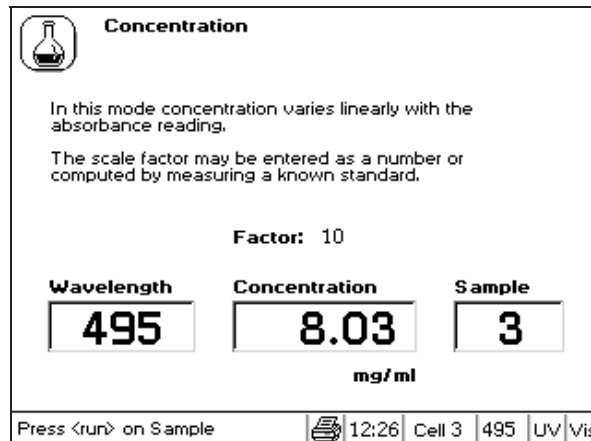 Concentration
In this mode concentration varies linearly with the
absorbance reading.
The scale factor may be entered as a number or
computed by measuring a known standard.
Factor: 10
Wavelength Concentration Sample
495 8.03 3
mg/ml
Press <run> on Sample 12:26 Cell 3 495 UV Vis